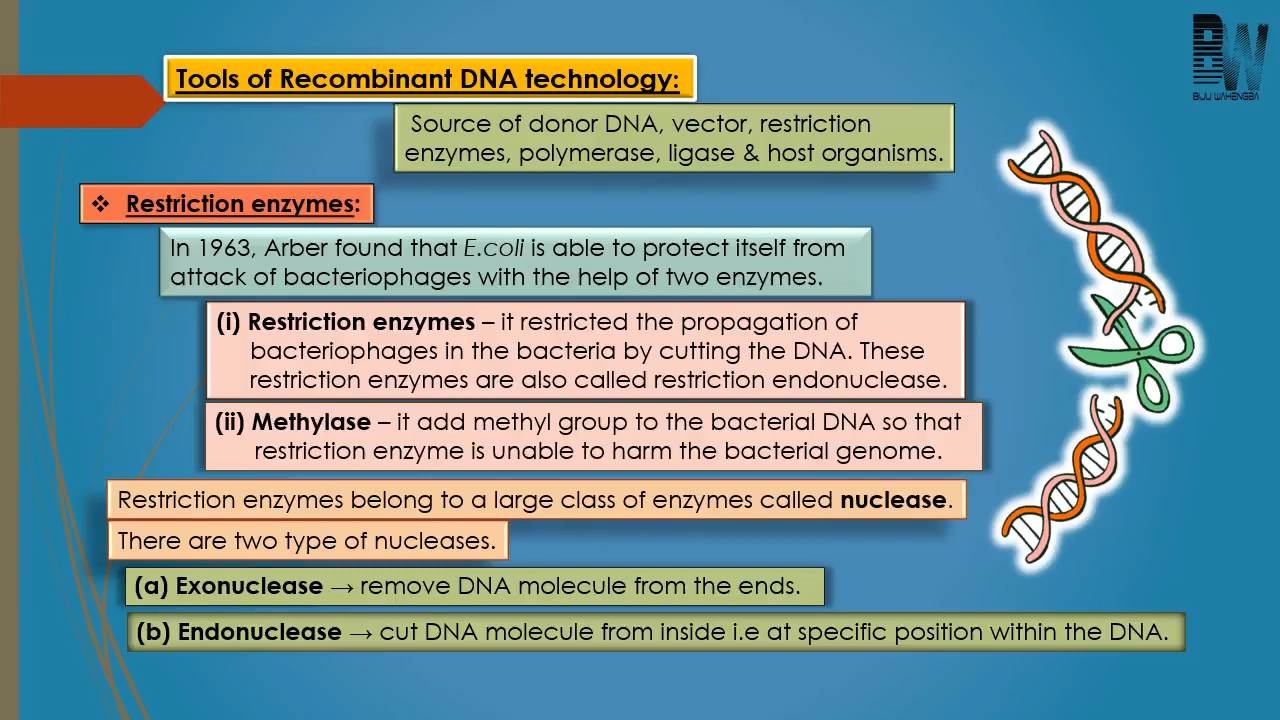 BIJU WAHENGBA
Tools of Recombinant DNA technology:
Source of donor DNA, vector, restriction
enzymes, polymerase, ligase & host organisms.
❖ Restriction enzymes:
In 1963, Arber found that E.coli is able to protect itself from
attack of bacteriophages with the help of two enzymes.
(i) Restriction enzymes – it restricted the propagation of
bacteriophages in the bacteria by cutting the DNA. These
restriction enzymes are also called restriction endonuclease.
(ii) Methylase – it add methyl group to the bacterial DNA so that
restriction enzyme is unable to harm the bacterial genome.
Restriction enzymes belong to a large class of enzymes called nuclease.
There are two type of nucleases.
(a) Exonuclease → remove DNA molecule from the ends.
(b) Endonuclease → cut DNA molecule from inside i.e at specific position within the DNA.